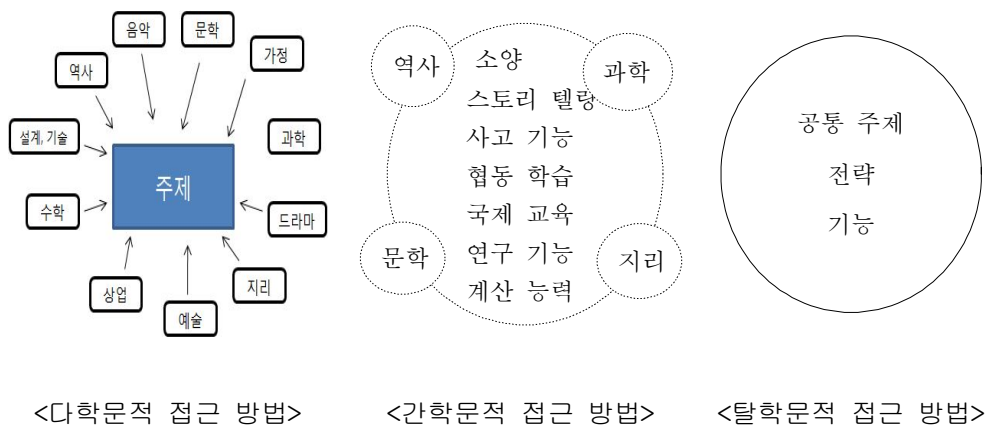 음악
문학
역사
가정
설계, 기술
과학
주제
수학
드라마
상업
지리
예술
역사
과학
소양
스토리 텔링
사고 기능
협동 학습
국제 교육
연구 기능
계산 능력
문학
지리
공통 주제
전략
기능
<다학문적 접근 방법>
<간학문적 접근 방법>
<탈학문적 접근 방법>